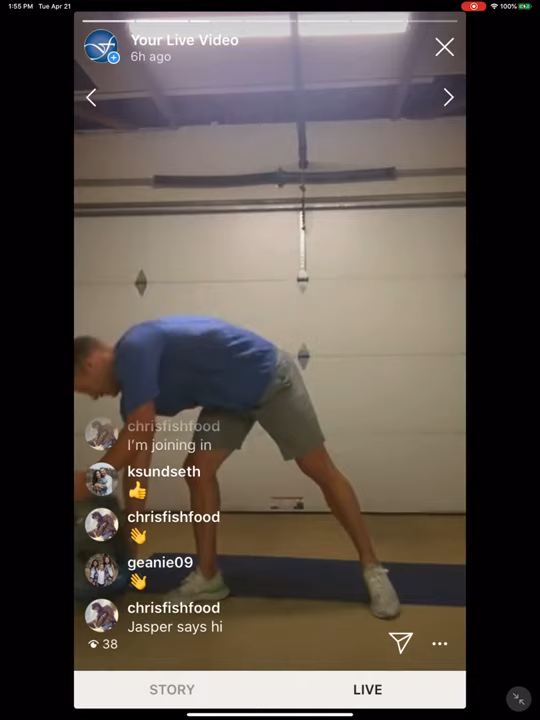 1:55 PM Tue Apr 21
100%
Your Live Video
6h ago
chrisfishfood
I'm joining in
ksundseth
👍
chrisfishfood
👋
geanie09
👋
chrisfishfood
Jasper says hi
38
STORY
LIVE